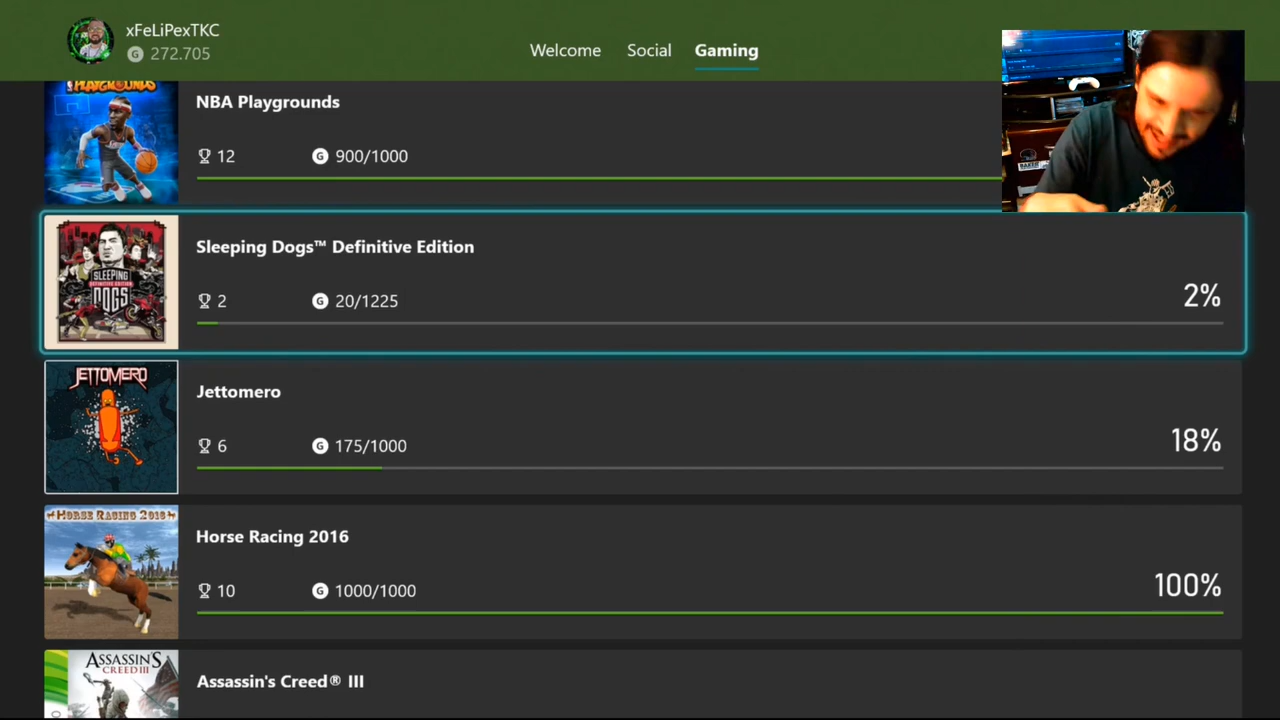 xFeLiPexTKC
G 272.705
Welcome
Social
Gaming
PLAYGROUNDS
NBA Playgrounds
12
G 900/1000
SLEEPING
DEFINITIVE EDITION
DOGS
Sleeping Dogs™ Definitive Edition
2
G 20/1225
2%
JETTOMERO
Jettomero
6
G 175/1000
18%
HORSE RACING 2016
Horse Racing 2016
10
G 1000/1000
100%
ASSASSIN'S
CREED III
Assassin's Creed® III